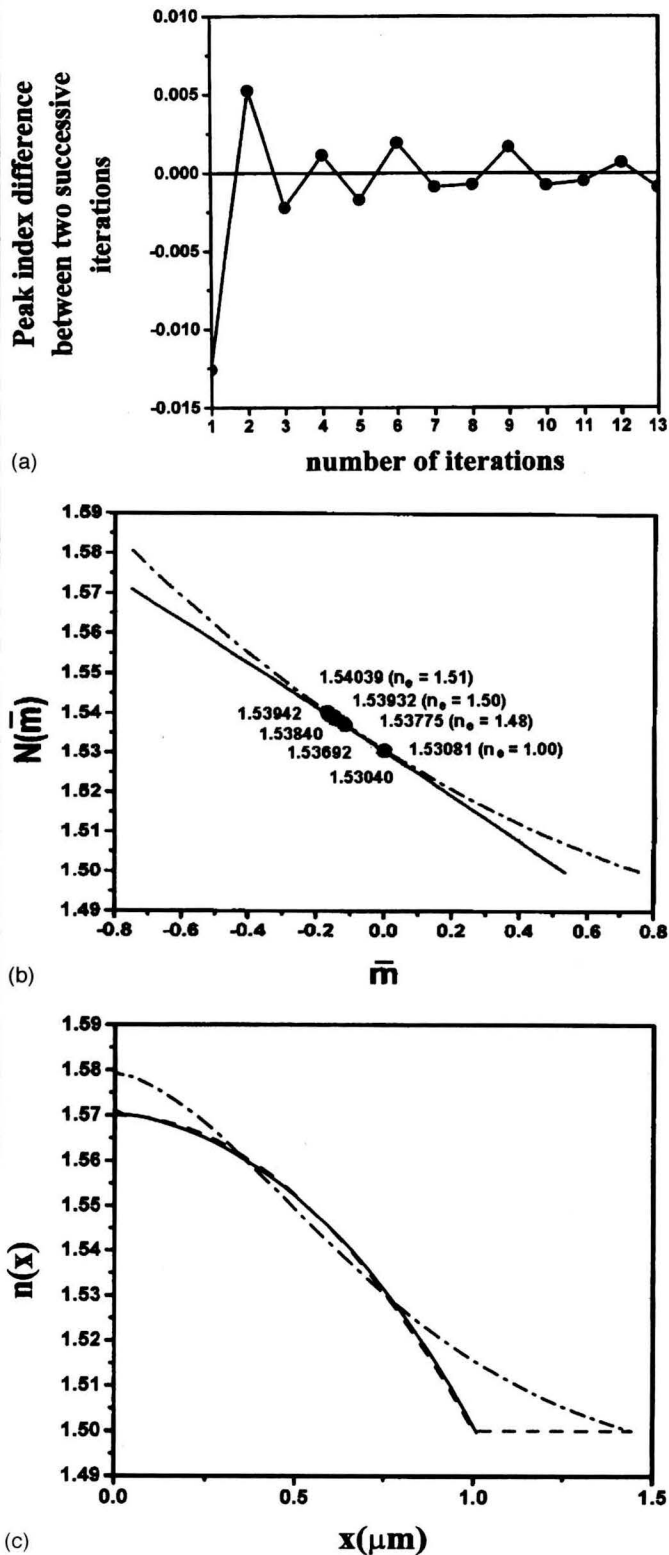 Peak index difference
between two successive
iterations
0.010
0.005
0.000
-0.005
-0.010
-0.015
1 2 3 4 5 6 7 8 9 10 11 12 13
number of iterations
(a)
N(m̄)
1.59
1.58
1.57
1.56
1.55
1.54
1.53
1.52
1.51
1.50
1.49
1.54039 (nₑ = 1.51)
1.53932 (nₑ = 1.50)
1.53942
1.53775 (nₑ = 1.48)
1.53840
1.53692
1.53081 (nₑ = 1.00)
1.53040
-0.8 -0.6 -0.4 -0.2 0.0 0.2 0.4 0.6 0.8
m̄
(b)
n(x)
1.59
1.58
1.57
1.56
1.55
1.54
1.53
1.52
1.51
1.50
1.49
0.0 0.5 1.0 1.5
x(μm)
(c)